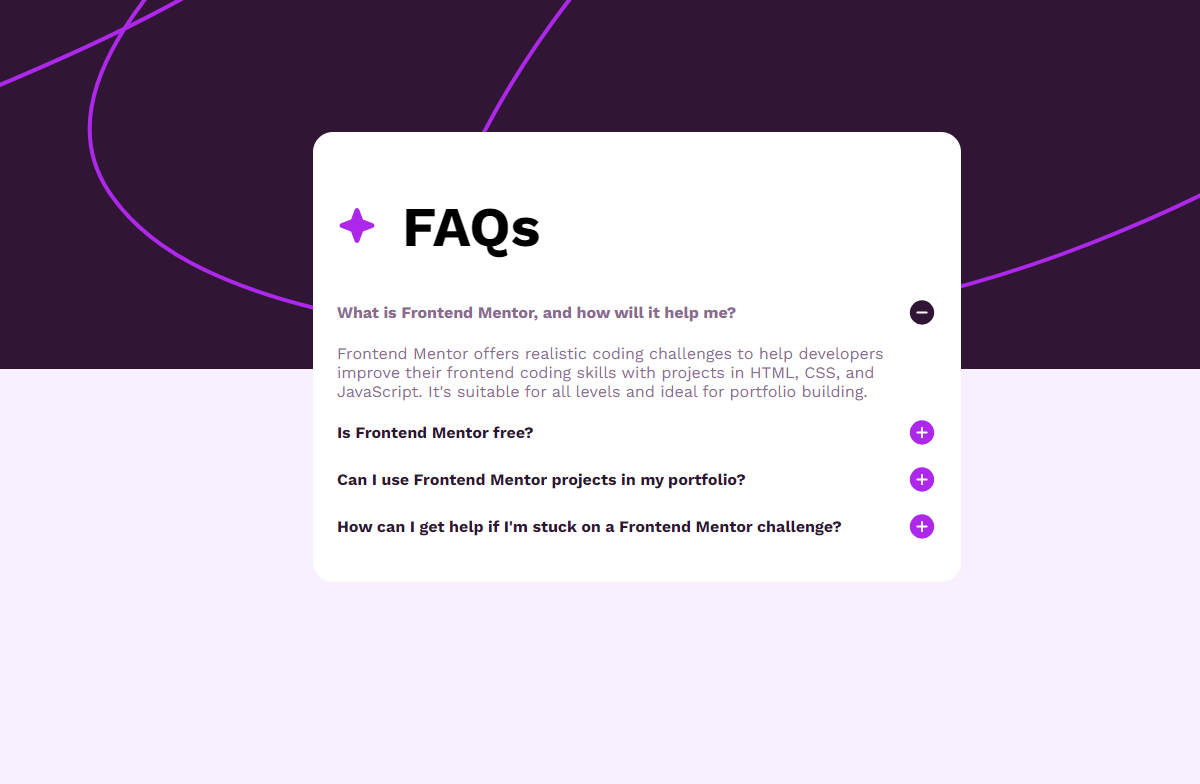 FAQs
What is Frontend Mentor, and how will it help me?
Frontend Mentor offers realistic coding challenges to help developers
improve their frontend coding skills with projects in HTML, CSS, and
JavaScript. It's suitable for all levels and ideal for portfolio building.
Is Frontend Mentor free?
Can I use Frontend Mentor projects in my portfolio?
How can I get help if I'm stuck on a Frontend Mentor challenge?